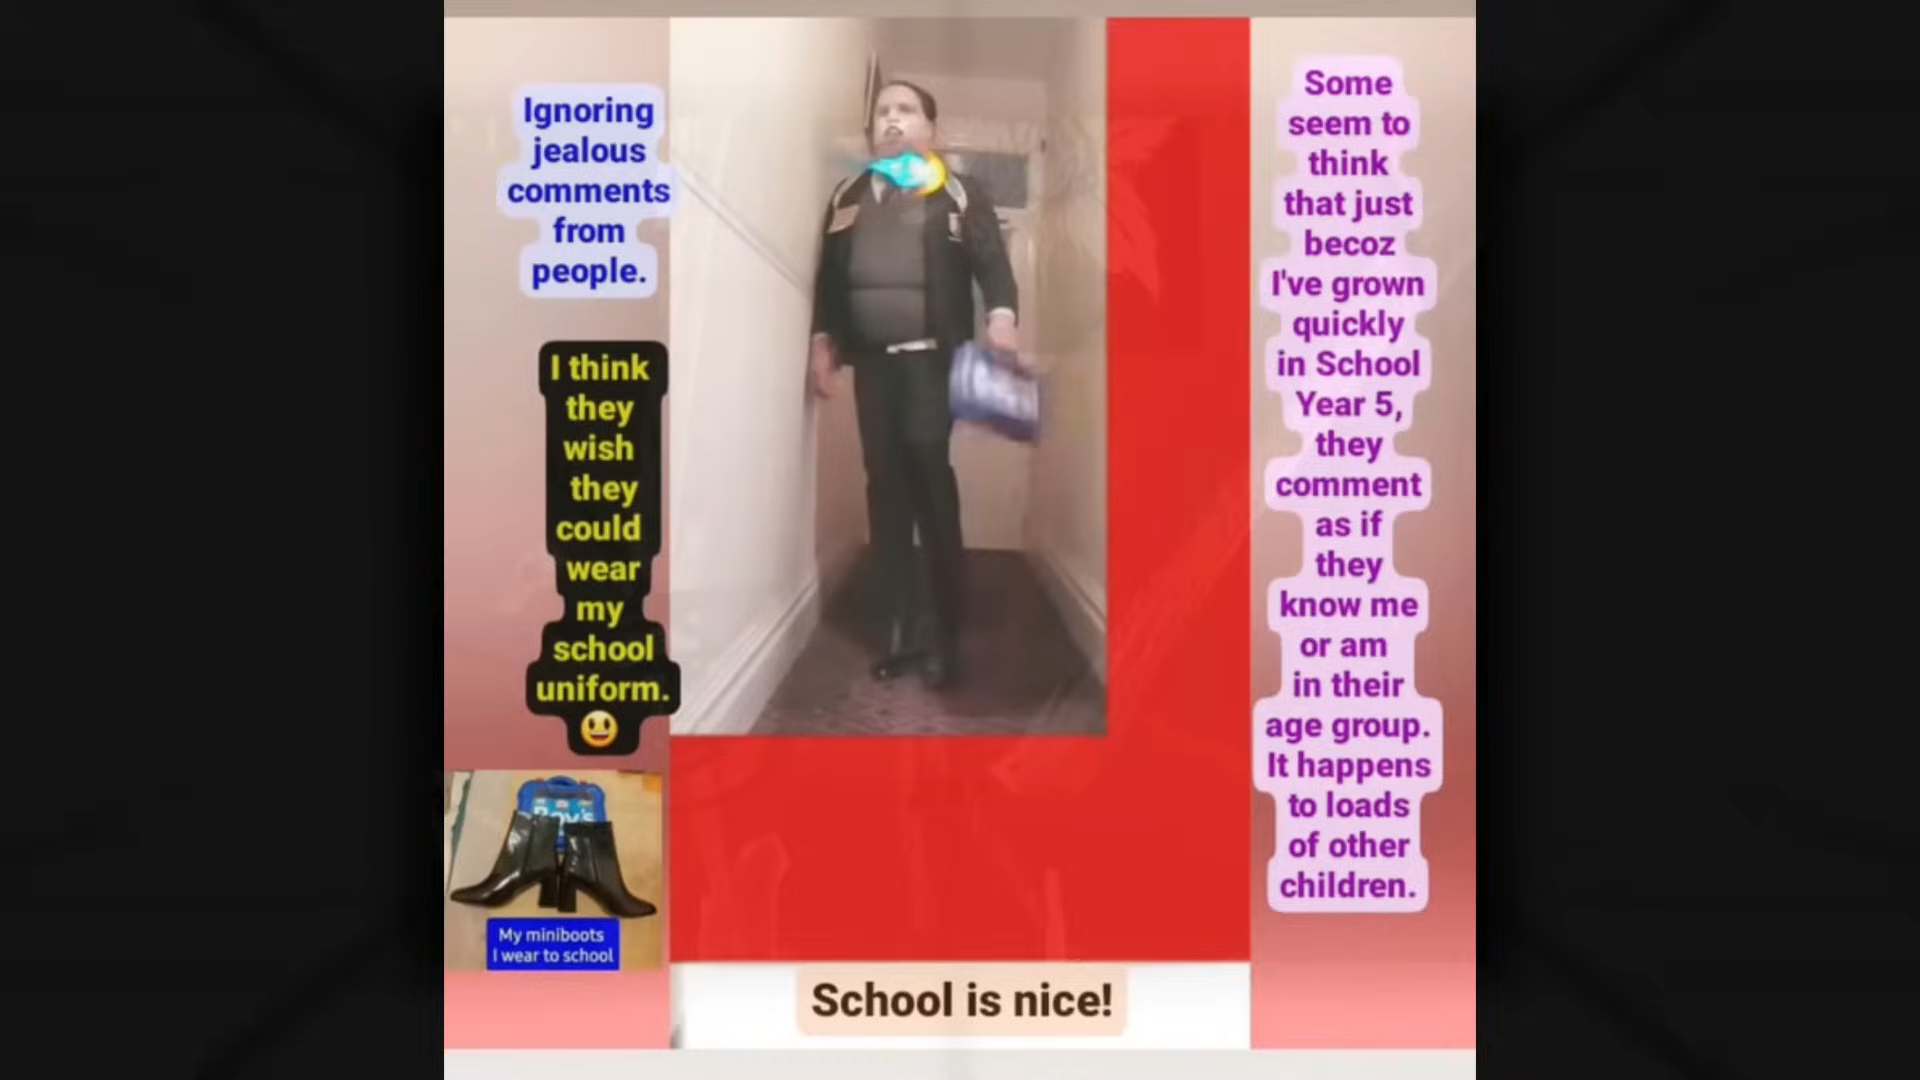 Ignoring
jealous
comments
from
people.
I think
they
wish
they
could
wear
my
school
uniform.
Boy's
My miniboots
I wear to school
School is nice!
Some
seem to
think
that just
becoz
I've grown
quickly
in School
Year 5,
they
comment
as if
they
know me
or am
in their
age group.
It happens
to loads
of other
children.